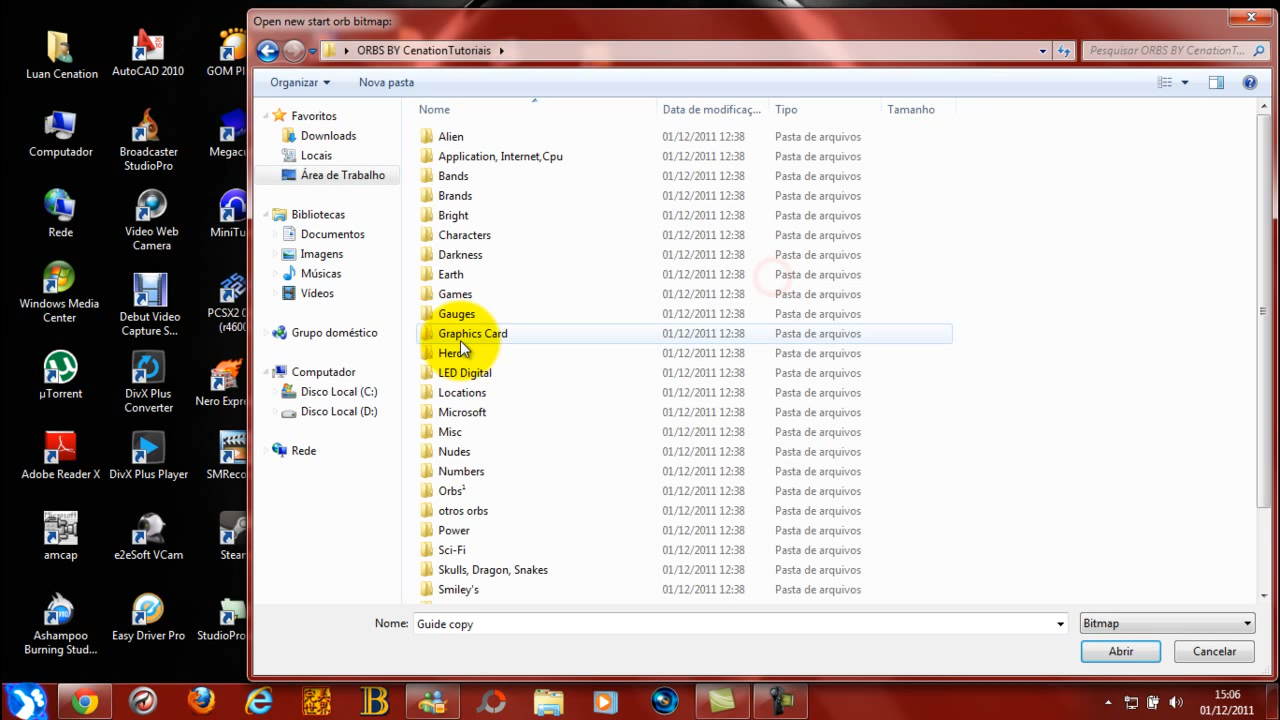 Open new start orb bitmap:
ORBS BY CenationTutoriais
Pesquisar ORBS BY CenationT...
Organizar
Nova pasta
Nome
Data de modificaç...
Tipo
Tamanho
Favoritos
Downloads
Locais
Área de Trabalho
Bibliotecas
Documentos
Imagens
Músicas
Vídeos
Grupo doméstico
Computador
Disco Local (C:)
Disco Local (D:)
Rede
Alien 01/12/2011 12:38 Pasta de arquivos
Application, Internet,Cpu 01/12/2011 12:38 Pasta de arquivos
Bands 01/12/2011 12:38 Pasta de arquivos
Brands 01/12/2011 12:38 Pasta de arquivos
Bright 01/12/2011 12:38 Pasta de arquivos
Characters 01/12/2011 12:38 Pasta de arquivos
Darkness 01/12/2011 12:38 Pasta de arquivos
Earth 01/12/2011 12:38 Pasta de arquivos
Games 01/12/2011 12:38 Pasta de arquivos
Gauges 01/12/2011 12:38 Pasta de arquivos
Graphics Card 01/12/2011 12:38 Pasta de arquivos
01/12/2011 12:38 Pasta de arquivos
LED Digital 01/12/2011 12:38 Pasta de arquivos
Locations 01/12/2011 12:38 Pasta de arquivos
Microsoft 01/12/2011 12:38 Pasta de arquivos
Misc 01/12/2011 12:38 Pasta de arquivos
Nudes 01/12/2011 12:38 Pasta de arquivos
Numbers 01/12/2011 12:38 Pasta de arquivos
Orbs¹ 01/12/2011 12:38 Pasta de arquivos
otros orbs 01/12/2011 12:38 Pasta de arquivos
Power 01/12/2011 12:38 Pasta de arquivos
Sci-Fi 01/12/2011 12:38 Pasta de arquivos
Skulls, Dragon, Snakes 01/12/2011 12:38 Pasta de arquivos
Smiley's 01/12/2011 12:38 Pasta de arquivos
Nome: Guide copy
Bitmap
Abrir
Cancelar
Luan Cenation
AutoCAD 2010
GOM Pl
Computador
Broadcaster
StudioPro
Megacu
Rede
Video Web
Camera
MiniTu
Windows Media
Center
Debut Video
Capture S...
PCSX2 0
(r4600
µTorrent
DivX Plus
Converter
Nero Expre
Adobe Reader X
DivX Plus Player
SMReco
amcap
e2eSoft VCam
Stea
Ashampoo
Burning Stud...
Easy Driver Pro
StudioPro
15:06
01/12/2011